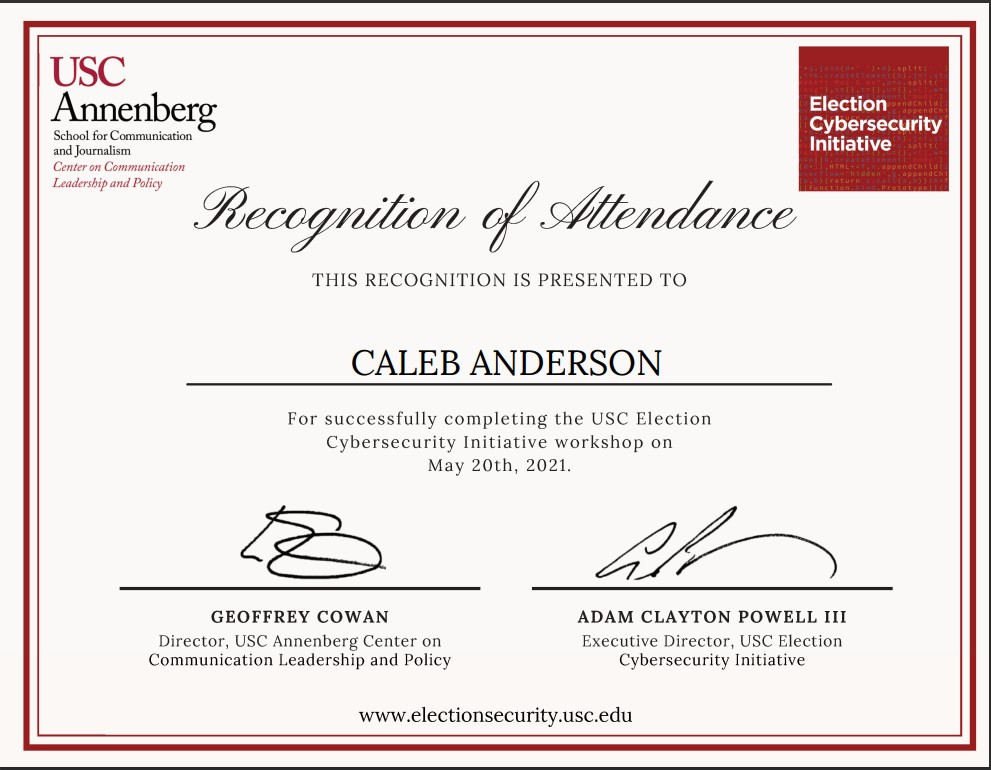 USC
Annenberg
School for Communication
and Journalism
Center on Communication
Leadership and Policy
Election
Cybersecurity
Initiative
Recognition of Attendance
THIS RECOGNITION IS PRESENTED TO
CALEB ANDERSON
For successfully completing the USC Election
Cybersecurity Initiative workshop on
May 20th, 2021.
GEOFFREY COWAN
Director, USC Annenberg Center on
Communication Leadership and Policy
ADAM CLAYTON POWELL III
Executive Director, USC Election
Cybersecurity Initiative
www.electionsecurity.usc.edu